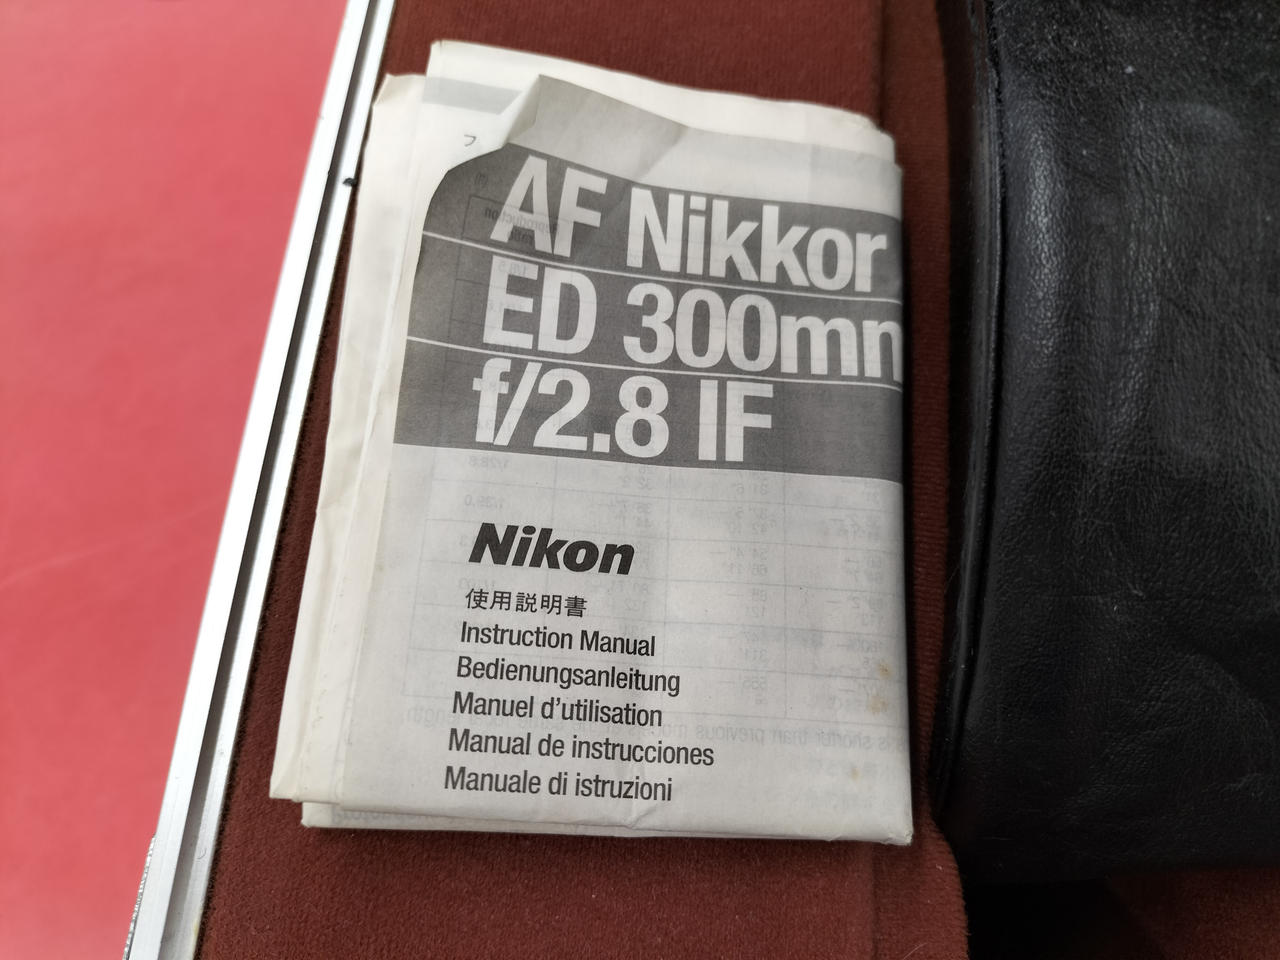 フ
AF Nikkor
ED 300mm
f/2.8 IF
Nikon
使用説明書
Instruction Manual
Bedienungsanleitung
Manuel d'utilisation
Manual de instrucciones
Manuale di istruzioni